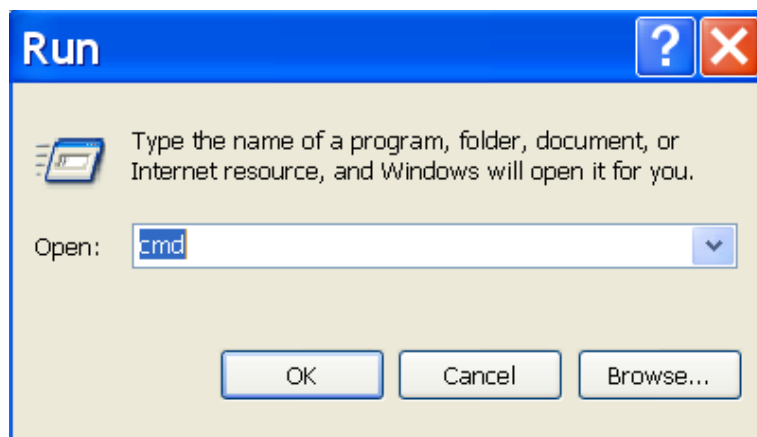 Run
Type the name of a program, folder, document, or
Internet resource, and Windows will open it for you.
Open: cmd
OK Cancel Browse...